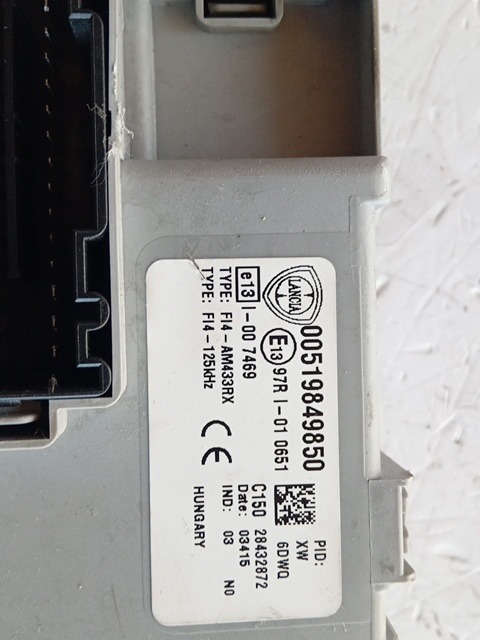 LANCIA 00519849850 PID:
XW
6DWQ
E13 97R I-01 0651
e13 I-00 7469
C150 28432872
TYPE: FI4-AM433RX
Date: 03415
TYPE: FI4-125kHz
CE
IND: 03 NO
HUNGARY